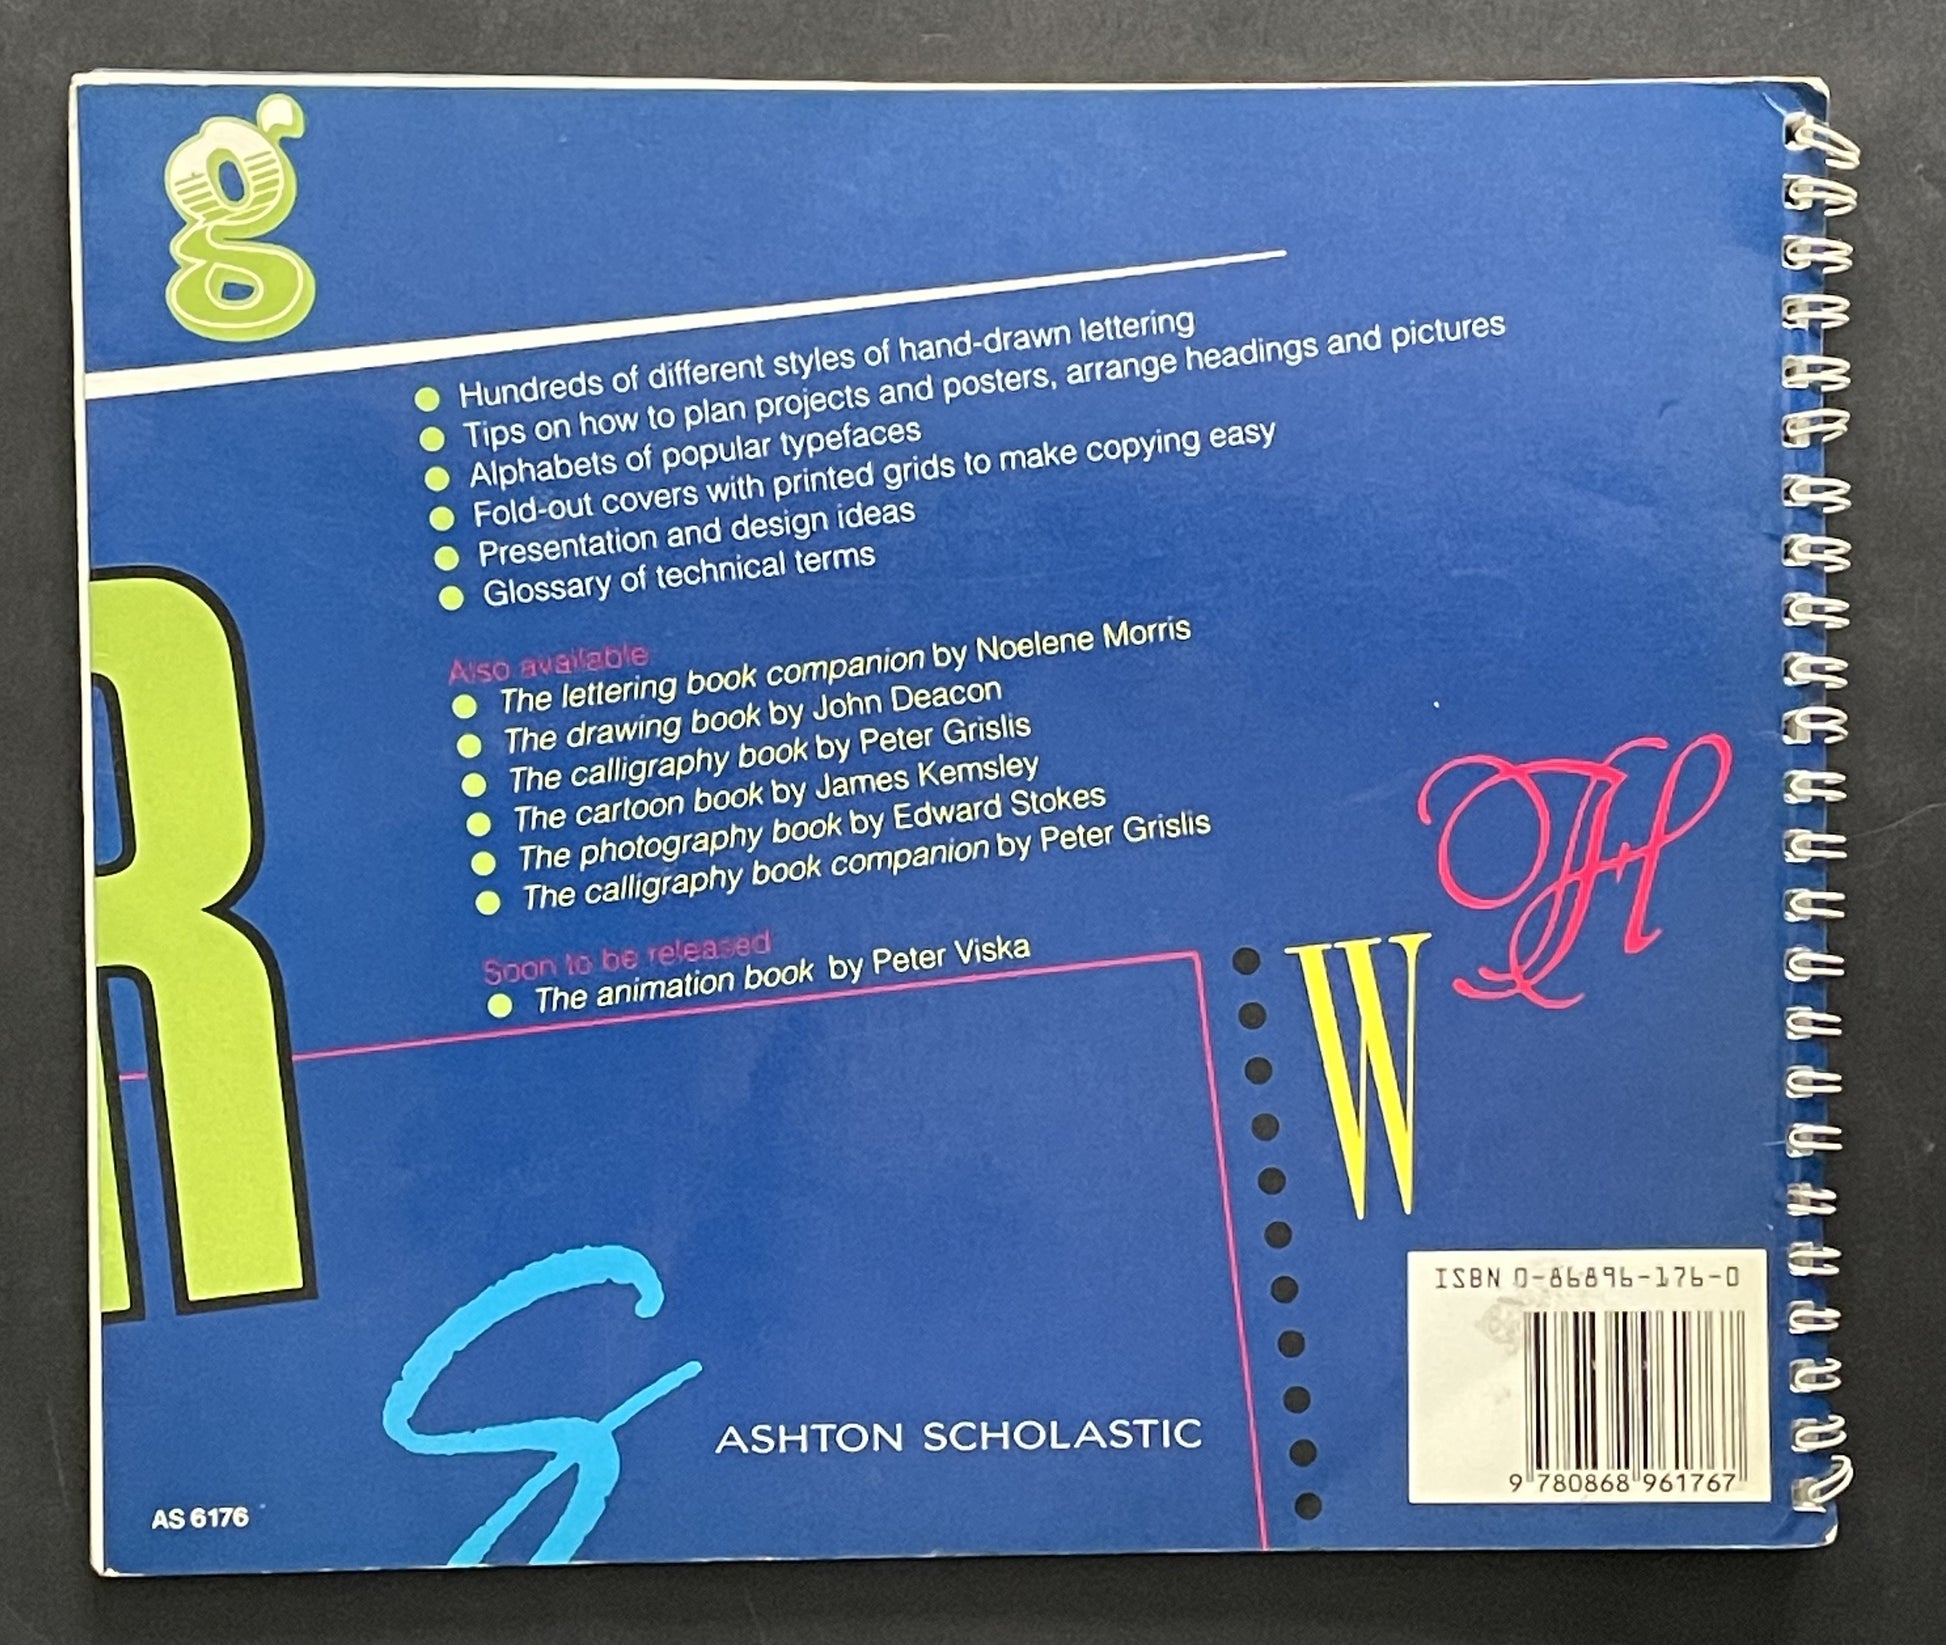 g
Hundreds of different styles of hand-drawn lettering
Tips on how to plan projects and posters, arrange headings and pictures
Alphabets of popular typefaces
Fold-out covers with printed grids to make copying easy
Presentation and design ideas
Glossary of technical terms
R
Also available
The lettering book companion by Noelene Morris
The drawing book by John Deacon
The calligraphy book by Peter Grislis
The cartoon book by James Kemsley
The photography book by Edward Stokes
The calligraphy book companion by Peter Grislis
Soon to be released
The animation book by Peter Viska
H
W
ISBN 0-86896-176-0
9 780868 961767
ASHTON SCHOLASTIC
AS 6176